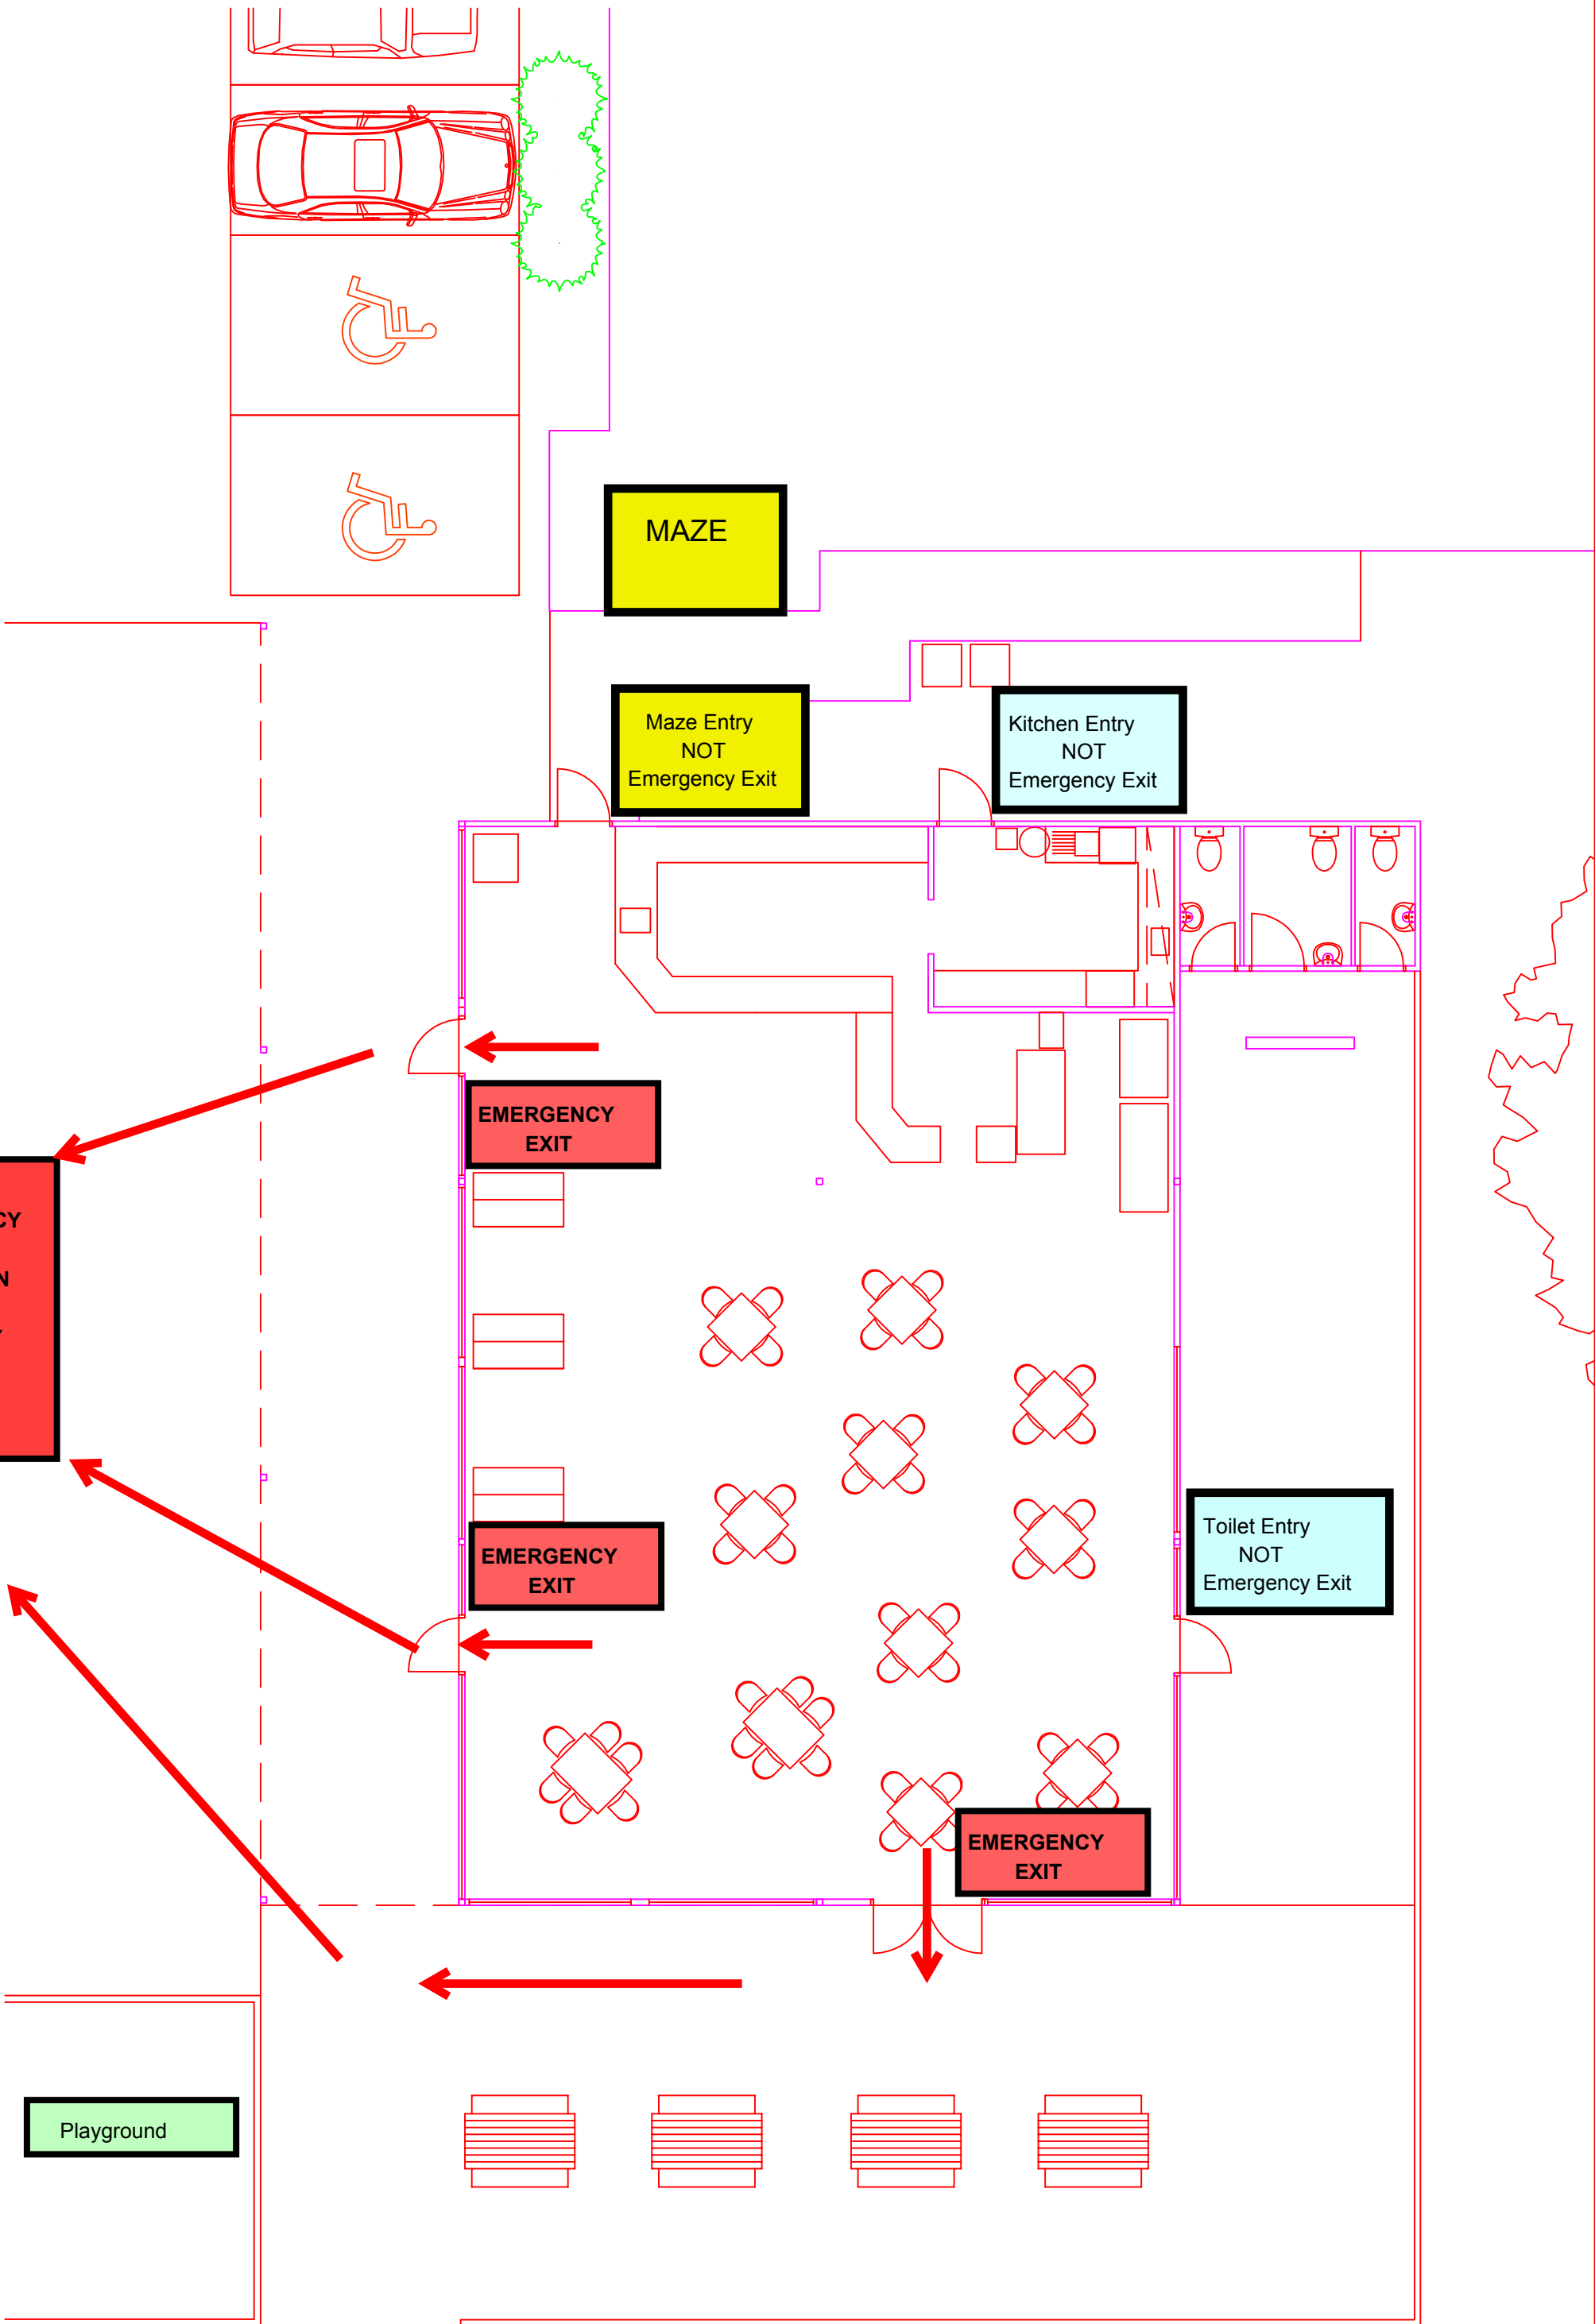 MAZE
Maze Entry
NOT
Emergency Exit
Kitchen Entry
NOT
Emergency Exit
EMERGENCY
EXIT
CY
N
EMERGENCY
EXIT
Toilet Entry
NOT
Emergency Exit
EMERGENCY
EXIT
Playground